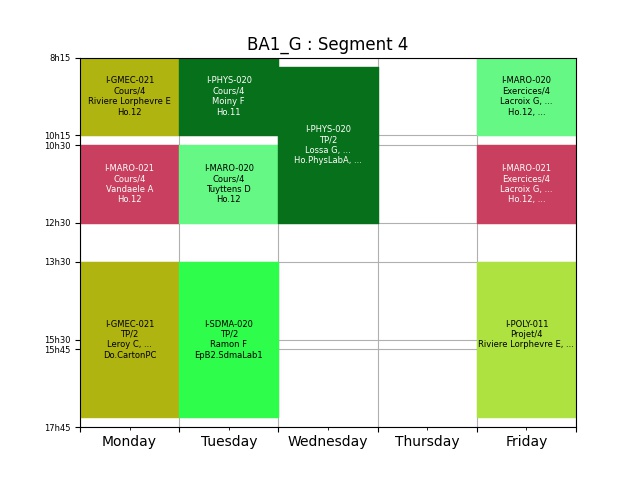 BA1_G : Segment 4
8h15
10h15
10h30
12h30
13h30
15h30
15h45
17h45
I-GMEC-021
Cours/4
Riviere Lorphevre E
Ho.12
I-MARO-021
Cours/4
Vandaele A
Ho.12
I-GMEC-021
TP/2
Leroy C, ...
Do.CartonPC
I-PHYS-020
Cours/4
Moiny F
Ho.11
I-MARO-020
Cours/4
Tuyttens D
Ho.12
I-SDMA-020
TP/2
Ramon F
EpB2.SdmaLab1
I-PHYS-020
TP/2
Lossa G, ...
Ho.PhysLabA, ...
I-MARO-020
Exercices/4
Lacroix G, ...
Ho.12, ...
I-MARO-021
Exercices/4
Lacroix G, ...
Ho.12, ...
I-POLY-011
Projet/4
Riviere Lorphevre E, ...
Monday
Tuesday
Wednesday
Thursday
Friday